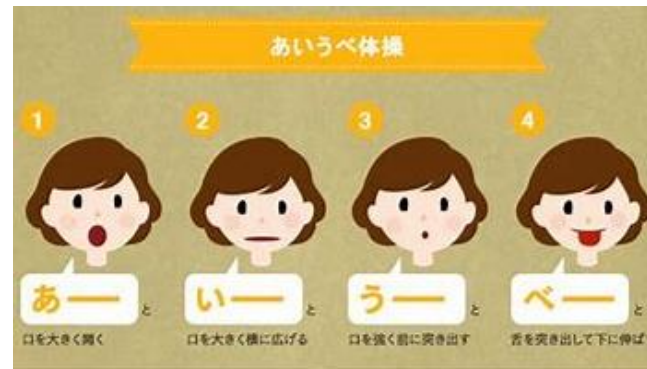 あいうべ体操
1
2
3
4
あー と
いー と
うー と
べー と
口を大きく開く
口を大きく横に広げる
口を強く前に突き出す
舌を突き出して下に伸ば